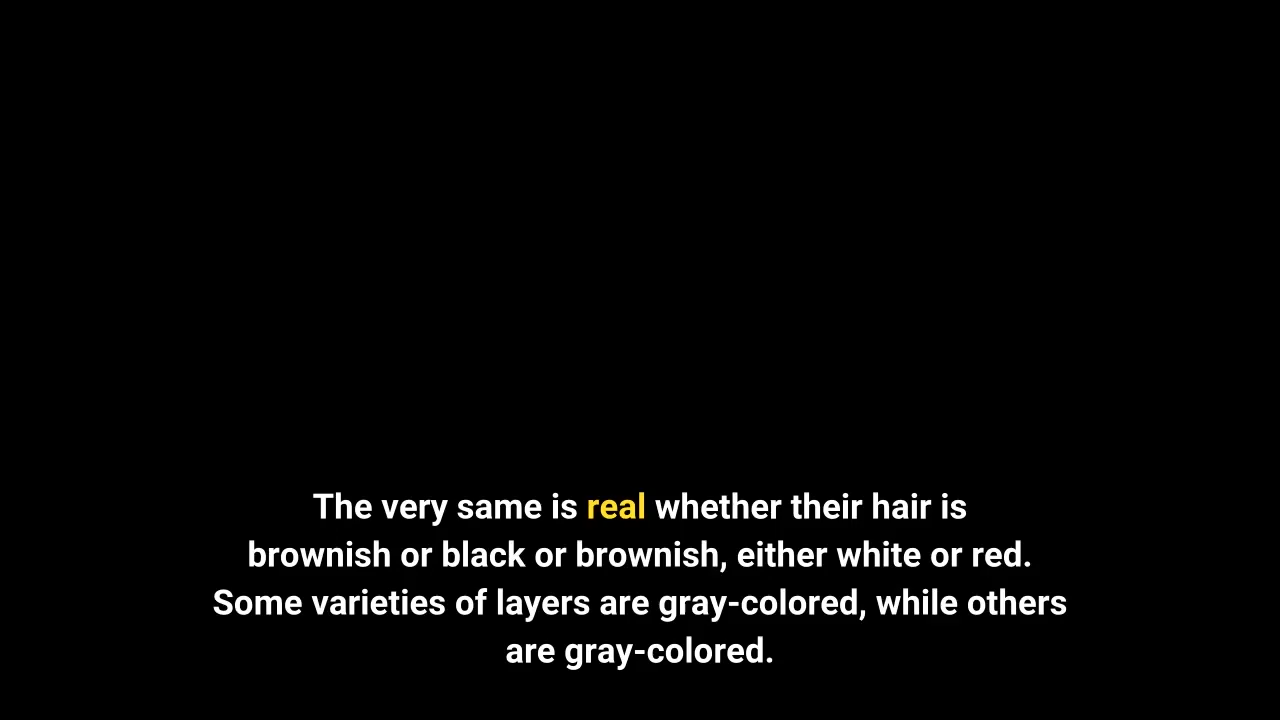 The very same is real whether their hair is
brownish or black or brownish, either white or red.
Some varieties of layers are gray-colored, while others
are gray-colored.